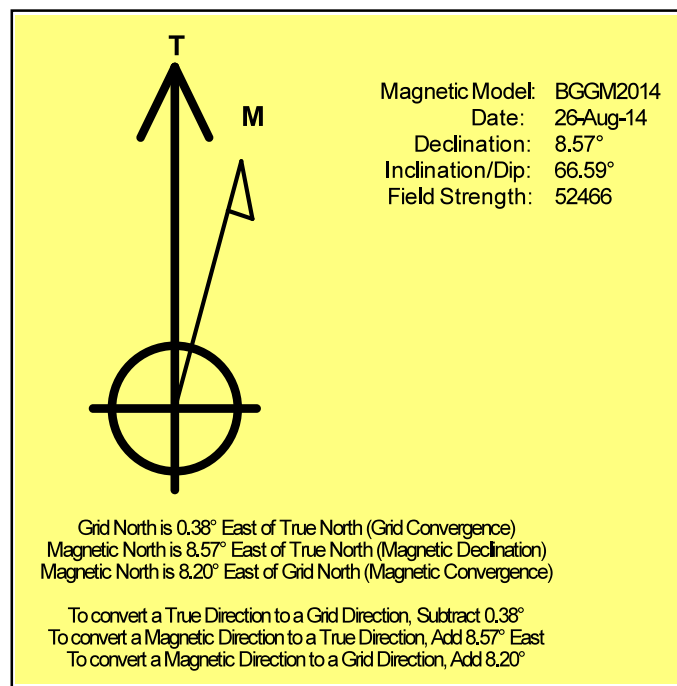 T
M
Magnetic Model: BGGM2014
Date: 26-Aug-14
Declination: 8.57°
Inclination/Dip: 66.59°
Field Strength: 52466
Grid North is 0.38° East of True North (Grid Convergence)
Magnetic North is 8.57° East of True North (Magnetic Declination)
Magnetic North is 8.20° East of Grid North (Magnetic Convergence)
To convert a True Direction to a Grid Direction, Subtract 0.38°
To convert a Magnetic Direction to a True Direction, Add 8.57° East
To convert a Magnetic Direction to a Grid Direction, Add 8.20°